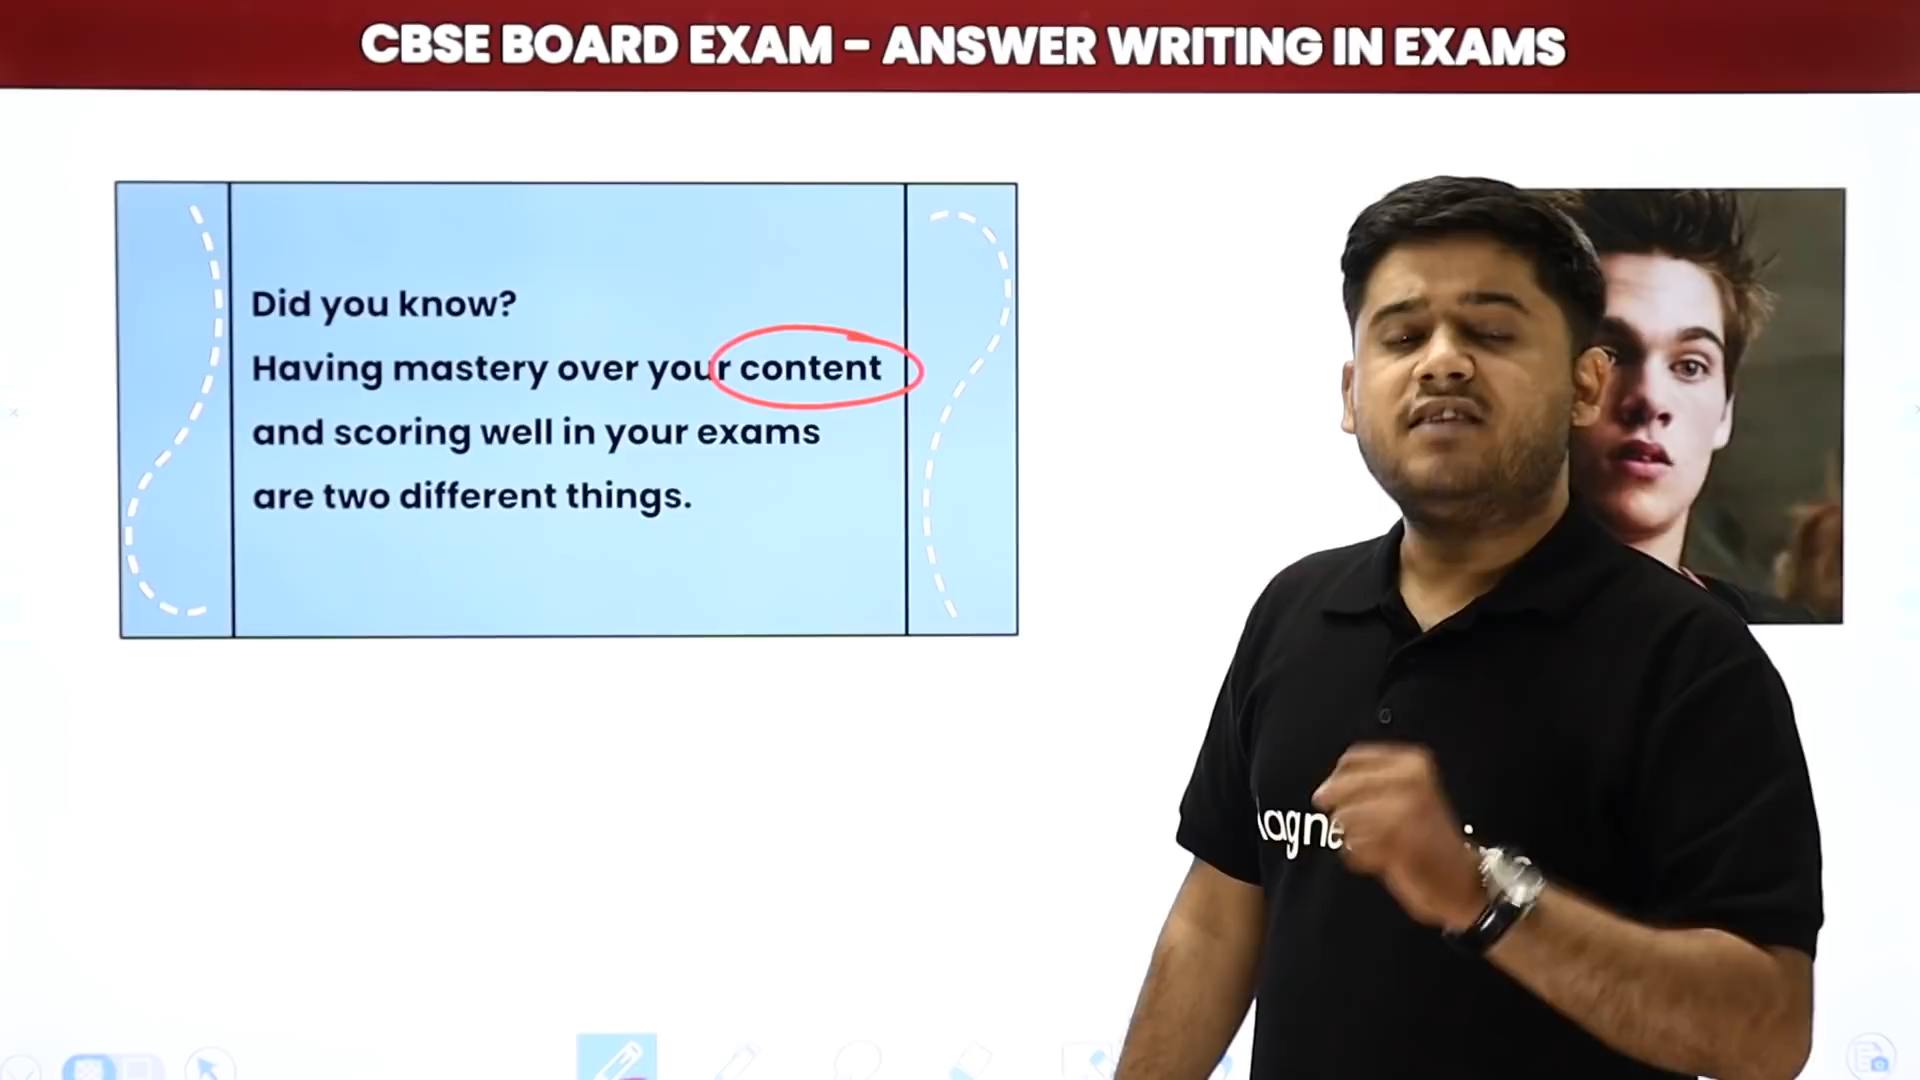 CBSE BOARD EXAM - ANSWER WRITING IN EXAMS
Did you know?
Having mastery over your content
and scoring well in your exams
are two different things.